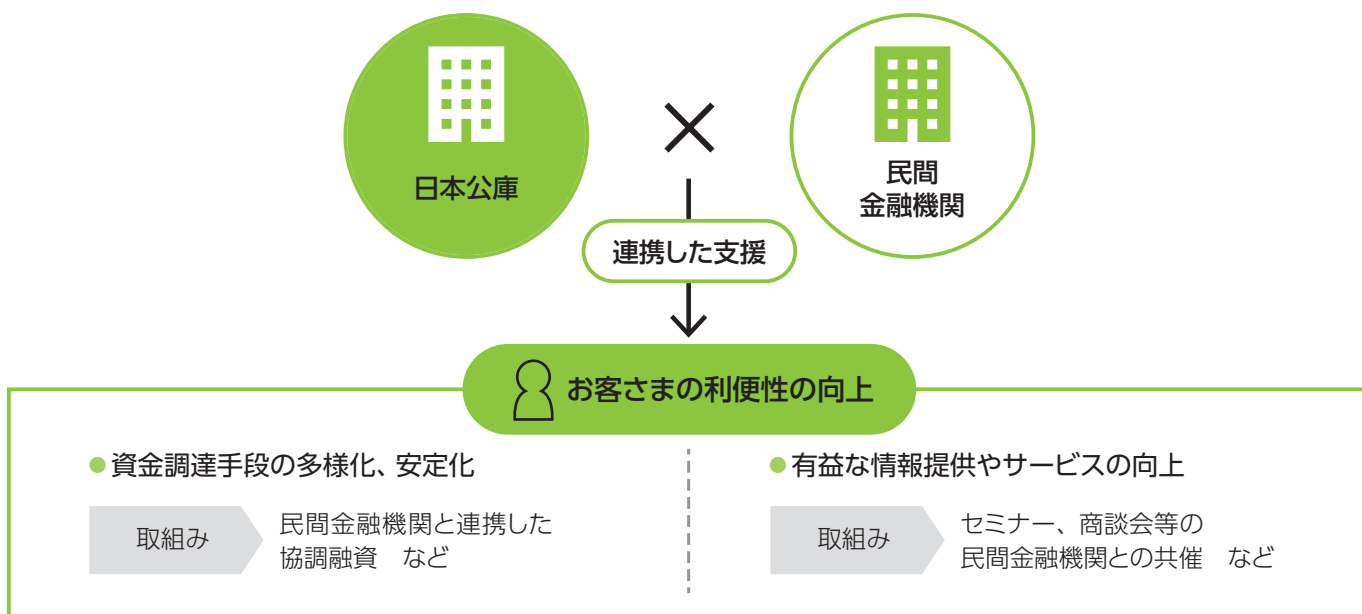 日本公庫
民間
金融機関
連携した支援
お客さまの利便性の向上
●資金調達手段の多様化、安定化
取組み
民間金融機関と連携した
協調融資　など
●有益な情報提供やサービスの向上
取組み
セミナー、商談会等の
民間金融機関との共催　など